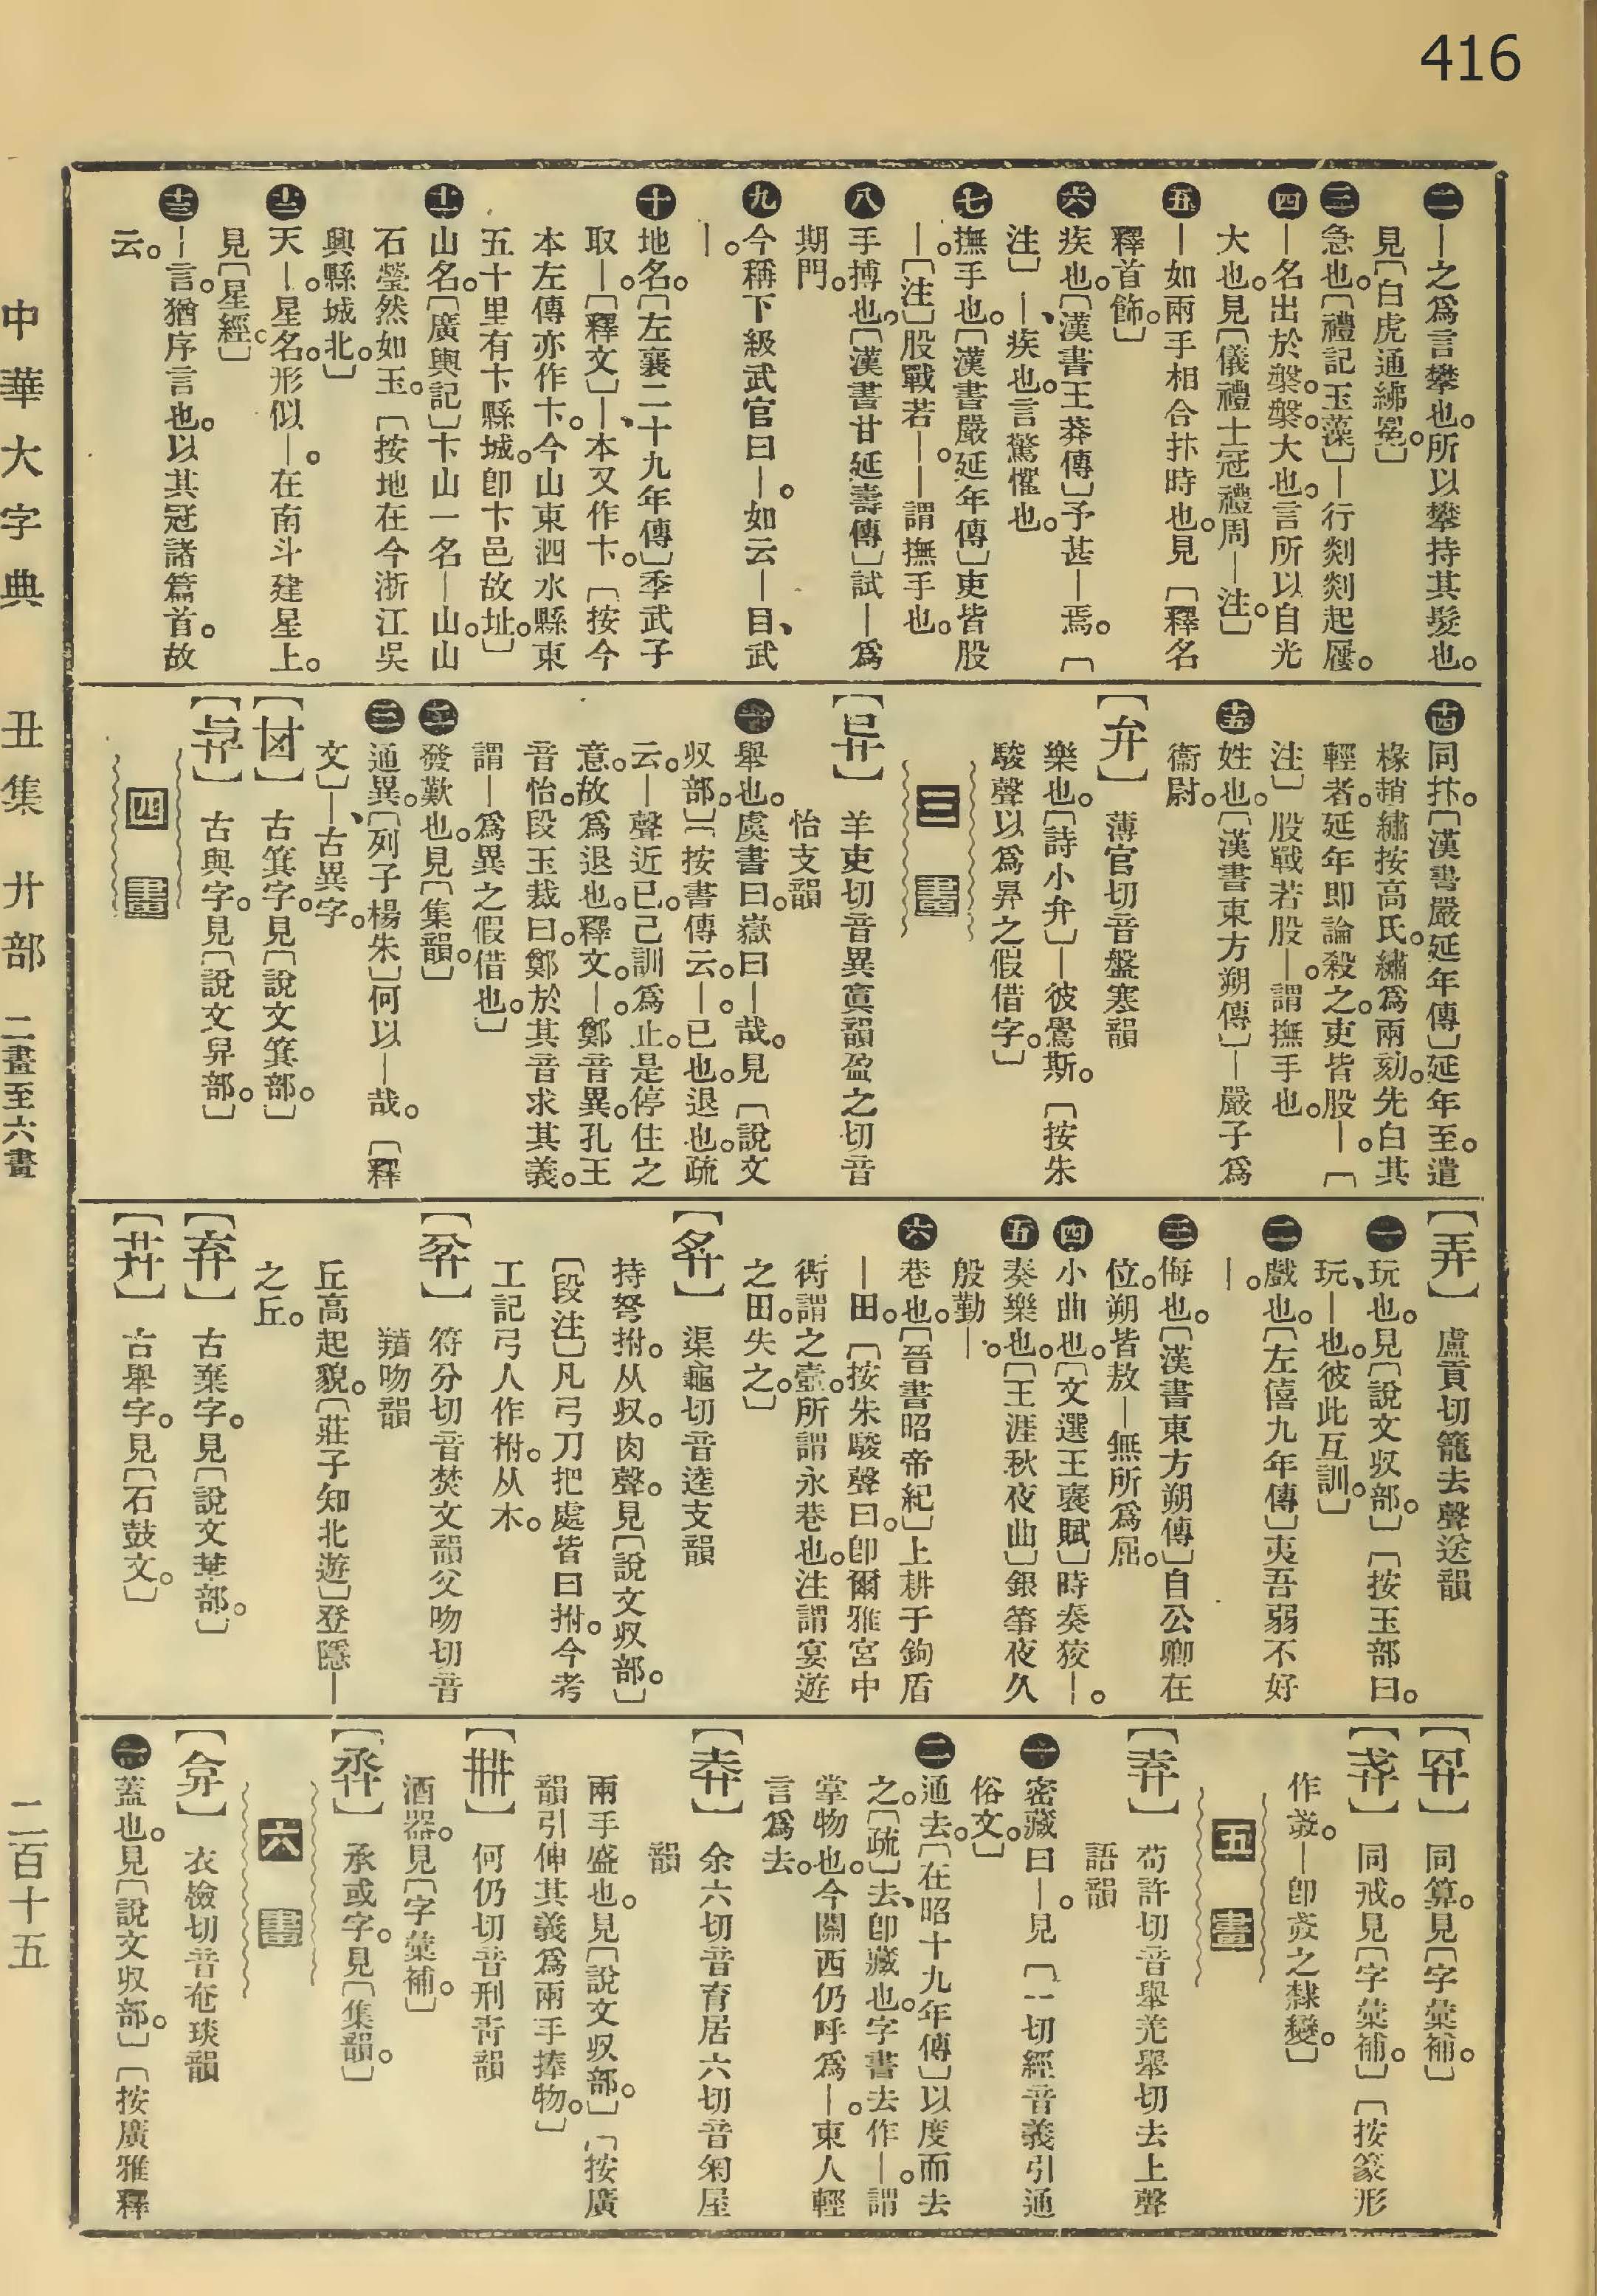 416
㊁｜之爲言攀也。所以攀持其髮也。
見〔白虎通紼冕。〕
㊂急也。〔禮記玉藻〕｜行剡剡起屨。
㊃｜名出於槃。槃大也。言所以自光
大也。見〔儀禮士冠禮周｜注。〕
㊄｜如兩手相合抃時也。見〔釋名
釋首飾。〕
㊅疾也。〔漢書王莽傳〕予甚｜焉。〔
注〕｜、疾也。言驚懼也。
㊆撫手也。〔漢書嚴延年傳〕吏皆股
｜。〔注〕股戰若｜。｜謂撫手也。
㊇手搏也。〔漢書甘延壽傳〕試｜爲
期門。
㊈今稱下級武官曰｜。如云｜目、武
｜。
㊉地名。〔左襄二十九年傳〕季武子
取｜。〔釋文〕｜、本又作卞。〔按今
本左傳亦作卞。今山東泗水縣東
五十里有卞縣城。卽卞邑故址。〕
十一山名。〔廣輿記〕卞山一名｜山。山
石瑩然如玉。〔按地在今浙江吳
興縣城北。〕
十二天｜。星名。形似｜。在南斗建星上。
見〔星經。〕
十三｜言。猶序言也。以其冠諸篇首。故
云。
十四同抃。〔漢書嚴延年傳〕延年至。遣
掾趙繡按高氏。繡爲兩劾。先白其
輕者。延年卽論殺之。吏皆股｜。〔
注〕股戰若股｜。謂撫手也。
十五姓也。〔漢書東方朔傳〕｜嚴子爲
衞尉。
【弁】薄官切音盤寒韻
樂也。〔詩小弁〕｜彼鸒斯。〔按朱
駿聲以爲昪之假借字。〕
三畫
【异】羊吏切音異寘韻盈之切音
怡支韻
㊀舉也。虞書曰。嶽曰｜哉。見〔說文
収部。〕〔按書傳云。｜。已也。退也。疏
云。｜聲近已。已訓爲止。是停住之
意。故爲退也。釋文。｜。鄭音異。孔王
音怡。段玉裁曰。鄭於其音求其義。
謂｜爲異之假借也。〕
㊁發歎也。見〔集韻。〕
㊂通異。〔列子楊朱〕何以｜哉。〔釋
文〕｜、古異字。
古箕字。見〔說文箕部。〕
古與字。見〔說文舁部。〕
四畫
【弄】盧貢切籠去聲送韻
㊀玩也。見〔說文収部。〕〔按玉部曰。
玩、｜也。彼此互訓。〕
㊁戲也。〔左僖九年傳〕夷吾弱不好
｜。
㊂侮也。〔漢書東方朔傳〕自公卿在
位。朔皆敖｜無所爲屈。
㊃小曲也。〔文選王襃賦〕時奏狡｜。
㊄奏樂也。〔王涯秋夜曲〕銀箏夜久
殷勤｜。
㊅巷也。〔晉書昭帝紀〕上耕于鉤盾
｜田。〔按朱駿聲曰。卽爾雅宮中
衖謂之壼。所謂永巷也。注謂宴遊
之田。失之。〕
渠龜切音逵支韻
持弩拊。从収。肉聲。見〔說文収部。〕
〔段注〕凡弓刀把處皆曰拊。今考
工記弓人作柎。从木。
【弅】符分切音焚文韻父吻切音
羵吻韻
丘高起貌。〔莊子知北遊〕登隱｜
之丘。
【弃】古棄字。見〔說文𠦒部。〕
古舉字。見〔石鼓文。〕
同算。見〔字彙補。〕
同戒。見〔字彙補。〕〔按篆形
作𢦦。｜卽𢦦之隸變。〕
五畫
【弆】苟許切音舉羌舉切去上聲
語韻
㊀密藏曰｜。見〔一切經音義引通
俗文。〕
㊁通去。〔在昭十九年傳〕以度而去
之。〔疏〕去、卽藏也。字書去作｜。謂
掌物也。今關西仍呼爲｜。東人輕
言爲去。
余六切音育居六切音匊屋
韻
兩手盛也。見〔說文収部。〕〔按廣
韻引伸其義爲兩手捧物。〕
何仍切音刑靑韻
酒器。見〔字彙補。〕
承或字。見〔集韻。〕
六畫
【弇】衣檢切音奄琰韻
㊀蓋也。見〔說文収部。〕〔按廣雅釋
中華大字典　丑集　廾部　二畫至六畫　二百十五